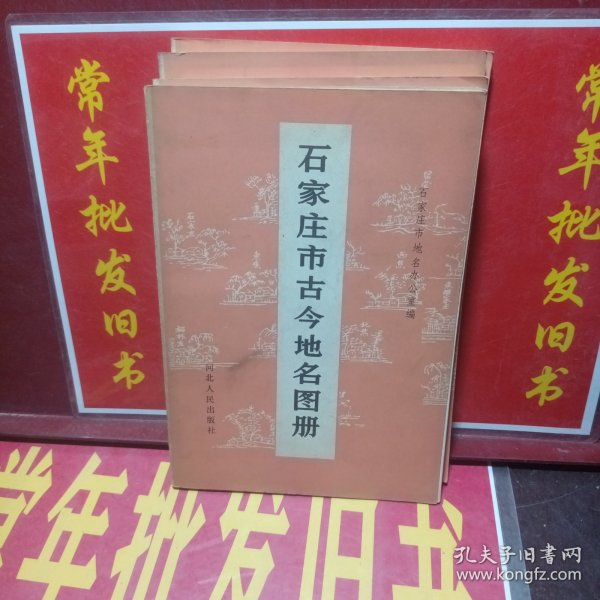 常年批发旧书
石家庄市古今地名图册
石家庄市地名办公室编
河北人民出版社
常年批发旧书
常年批发旧书
孔夫子旧书网
www.kongfz.com